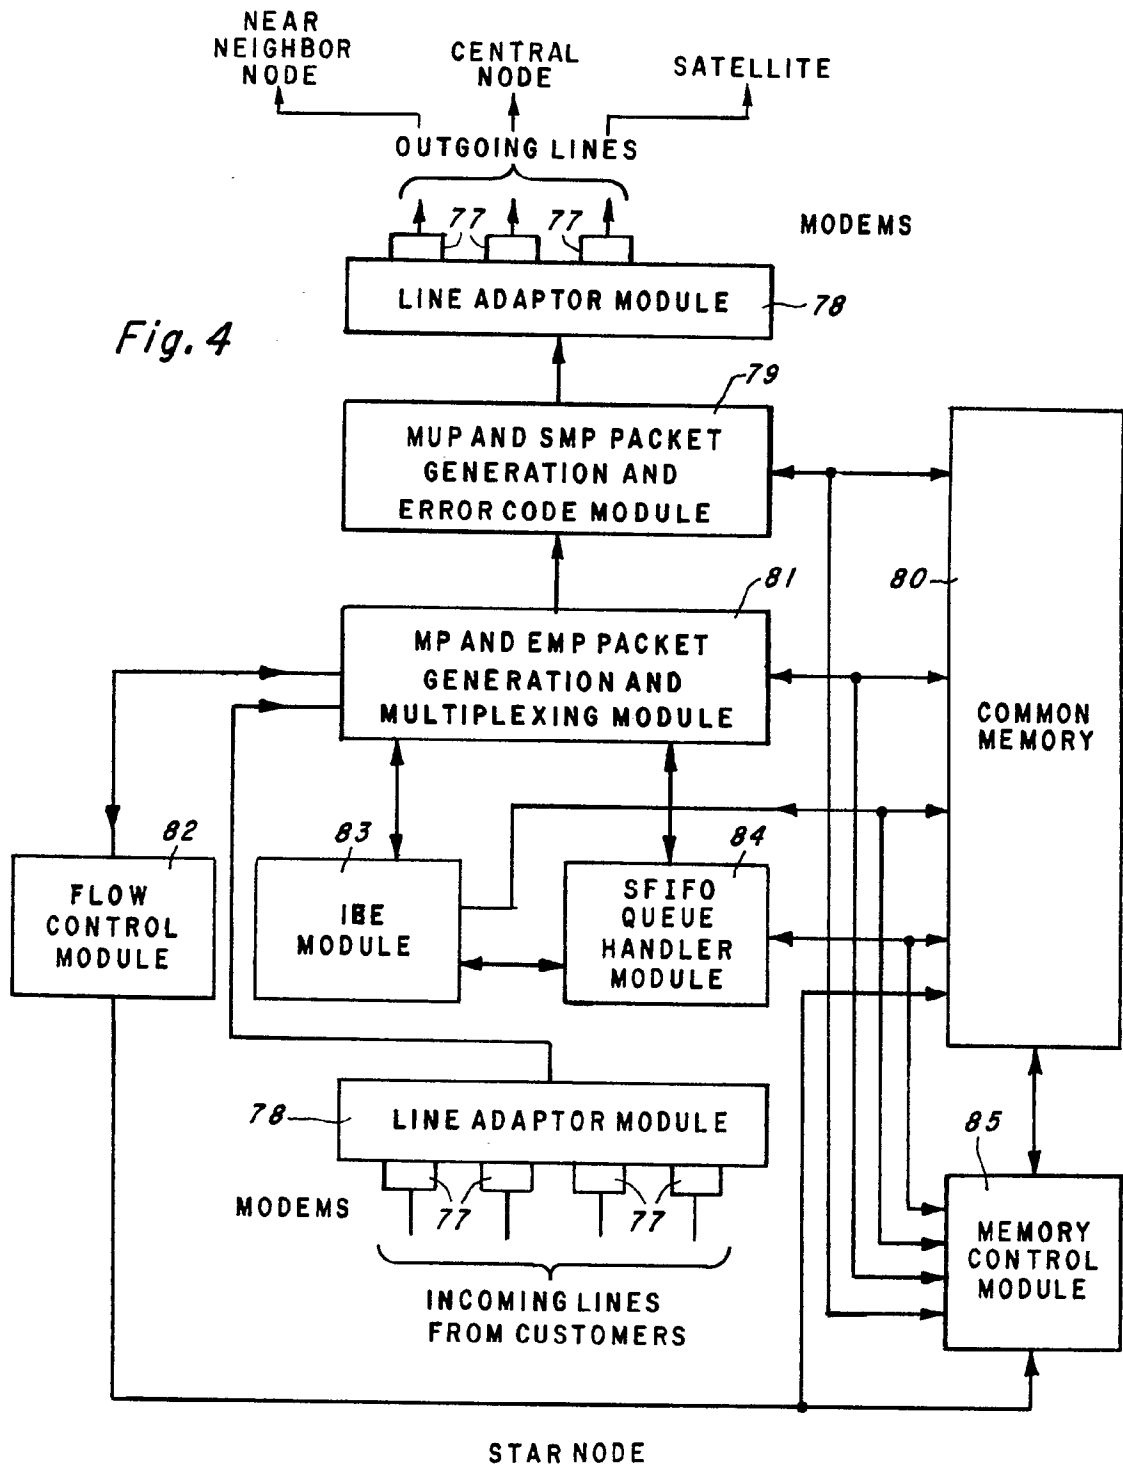 NEAR
NEIGHBOR
NODE
CENTRAL
NODE
SATELLITE
OUTGOING LINES
77
77
MODEMS
LINE ADAPTOR MODULE
78
Fig. 4
79
MUP AND SMP PACKET
GENERATION AND
ERROR CODE MODULE
81
80
MP AND EMP PACKET
GENERATION AND
MULTIPLEXING MODULE
COMMON
MEMORY
82
83
84
FLOW
CONTROL
MODULE
IBE
MODULE
SFIFO
QUEUE
HANDLER
MODULE
78
LINE ADAPTOR MODULE
85
MODEMS
77
77
MEMORY
CONTROL
MODULE
INCOMING LINES
FROM CUSTOMERS
STAR NODE